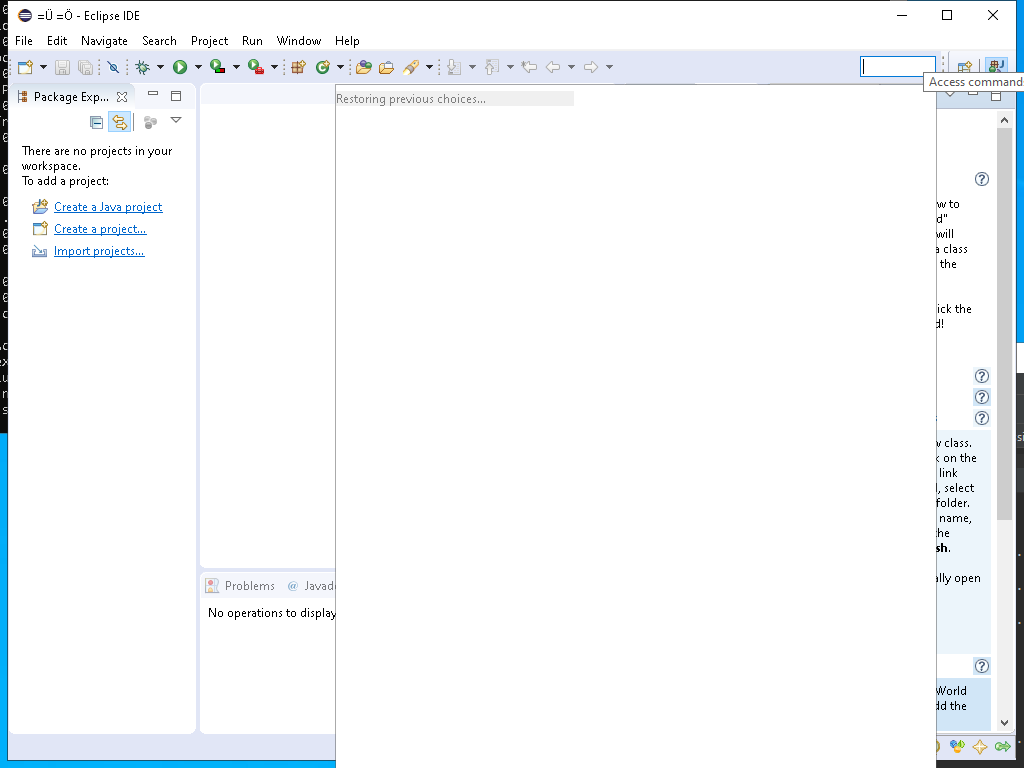 =Ü =Ö - Eclipse IDE
File Edit Navigate Search Project Run Window Help
Access command
Package Exp...
Restoring previous choices...
There are no projects in your
workspace.
To add a project:
Create a Java project
Create a project...
Import projects...
w to
d"
will
a class
the
ick the
d!
v class.
k on the
link
, select
folder.
name,
he
sh.
ally open
Problems @ Javad
No operations to display
World
dd the